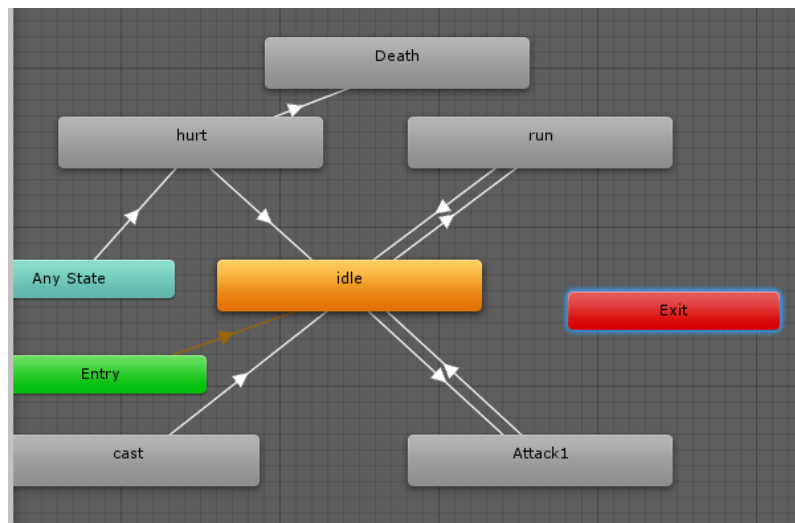 Death
hurt
run
Any State
idle
Exit
Entry
cast
Attack1